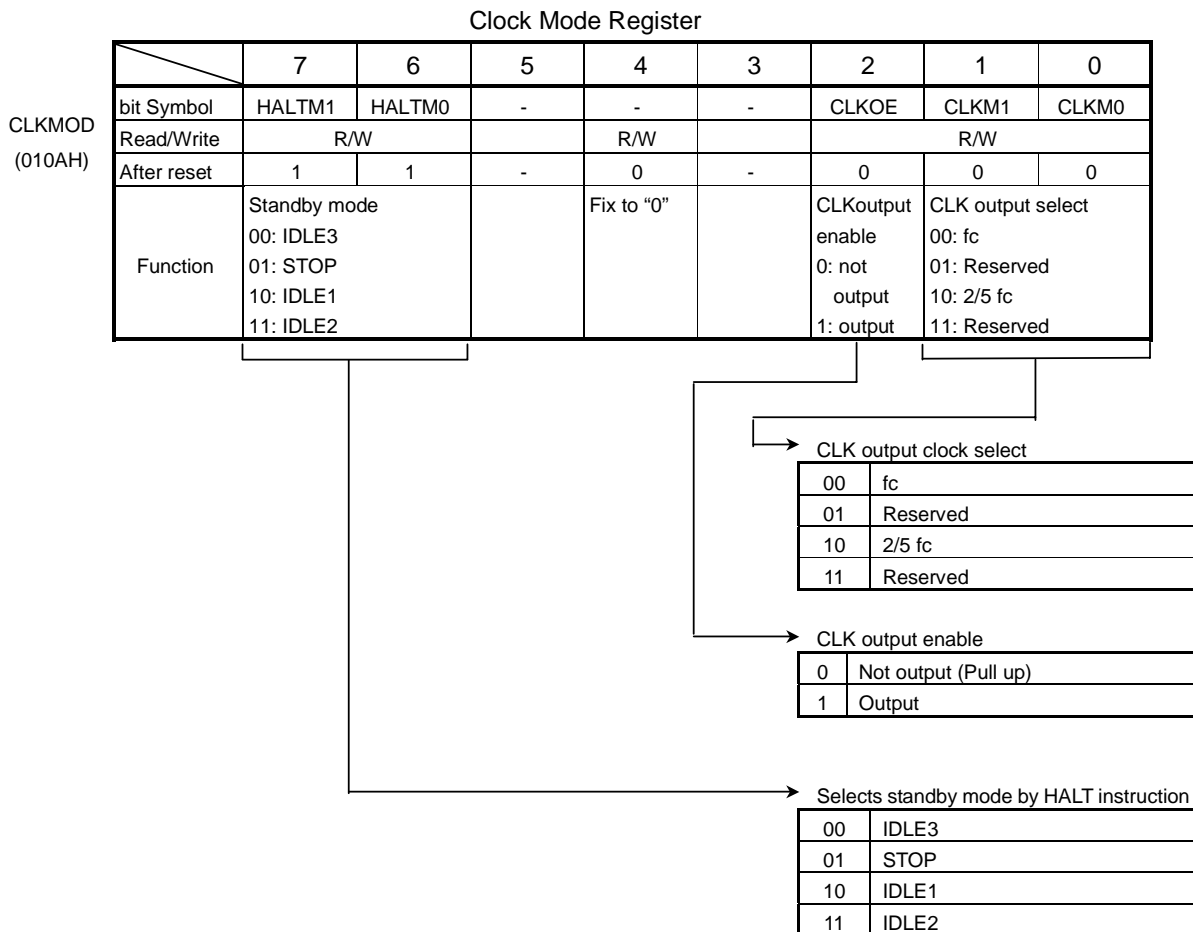 Clock Mode Register
7 6 5 4 3 2 1 0
CLKMOD
(010AH)
bit Symbol HALTM1 HALTM0 - - - CLKOE CLKM1 CLKM0
Read/Write R/W R/W R/W
After reset 1 1 - 0 - 0 0 0
Function
Standby mode
00: IDLE3
01: STOP
10: IDLE1
11: IDLE2
Fix to “0”
CLKoutput
enable
0: not
output
1: output
CLK output select
00: fc
01: Reserved
10: 2/5 fc
11: Reserved
CLK output clock select
00 fc
01 Reserved
10 2/5 fc
11 Reserved
CLK output enable
0 Not output (Pull up)
1 Output
Selects standby mode by HALT instruction
00 IDLE3
01 STOP
10 IDLE1
11 IDLE2